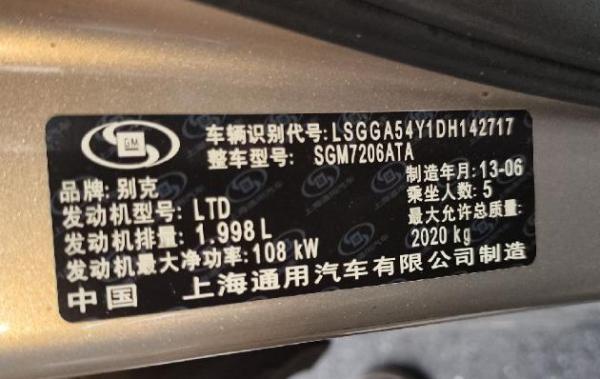 GM
车辆识别代号: LSGGA54Y1DH142717
整车型号: SGM7206ATA
品牌: 别克
制造年月: 13-06
发动机型号: LTD
乘坐人数: 5
发动机排量: 1.998 L
最大允许总质量:
发动机最大净功率: 108 kW
2020 kg
中国 上海通用汽车有限公司制造